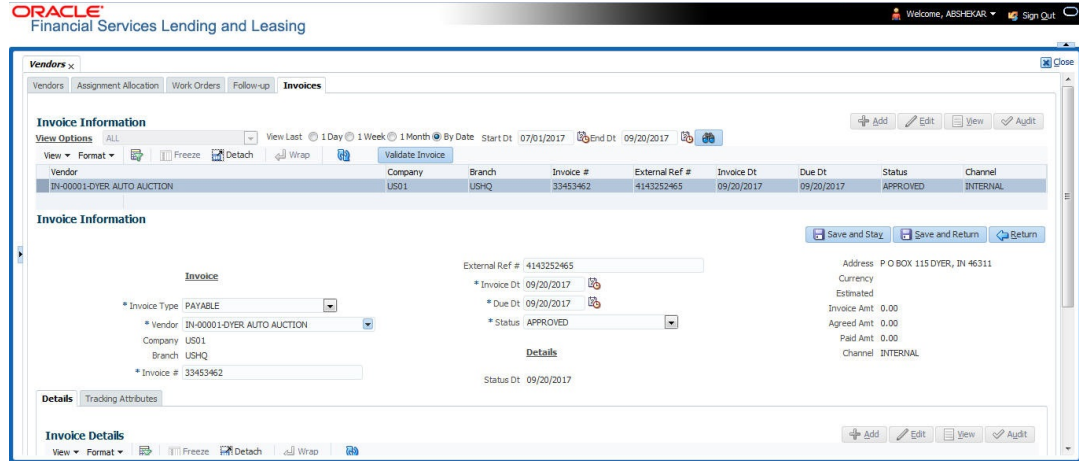 ORACLE®
Financial Services Lending and Leasing
Welcome, ABSHEKAR Sign Out
Vendors
Close
Vendors Assignment Allocation Work Orders Follow-up Invoices
Invoice Information
Add Edit View Audit
View Options ALL View Last 1 Day 1 Week 1 Month By Date Start Dt 07/01/2017 End Dt 09/20/2017
View Format Freeze Detach Wrap Validate Invoice
Vendor Company Branch Invoice # External Ref # Invoice Dt Due Dt Status Channel
IN-00001-DYER AUTO AUCTION US01 USHQ 33453462 4143252465 09/20/2017 09/20/2017 APPROVED INTERNAL
Invoice Information
Save and Stay Save and Return Return
Invoice
* Invoice Type PAYABLE
* Vendor IN-00001-DYER AUTO AUCTION
Company US01
Branch USHQ
* Invoice # 33453462
External Ref # 4143252465
* Invoice Dt 09/20/2017
* Due Dt 09/20/2017
* Status APPROVED
Details
Status Dt 09/20/2017
Address P O BOX 115 DYER, IN 46311
Currency
Estimated
Invoice Amt 0.00
Agreed Amt 0.00
Paid Amt 0.00
Channel INTERNAL
Details Tracking Attributes
Invoice Details
Add Edit View Audit
View Format Freeze Detach Wrap